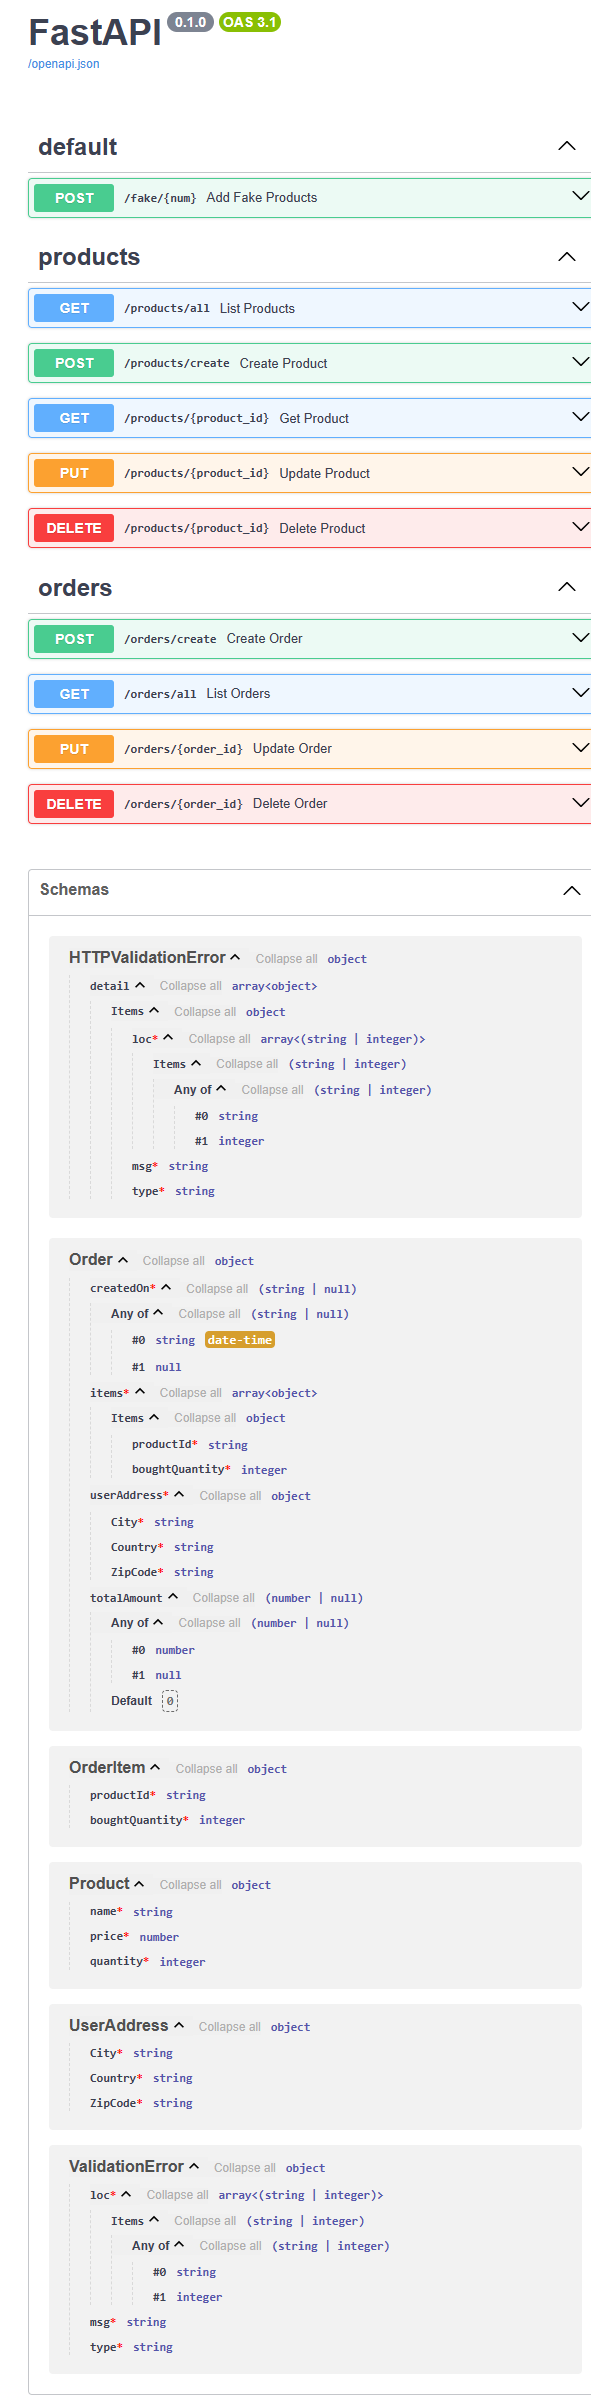 FastAPI 0.1.0 OAS 3.1
/openapi.json
default
POST /fake/{num} Add Fake Products
products
GET /products/all List Products
POST /products/create Create Product
GET /products/{product_id} Get Product
PUT /products/{product_id} Update Product
DELETE /products/{product_id} Delete Product
orders
POST /orders/create Create Order
GET /orders/all List Orders
PUT /orders/{order_id} Update Order
DELETE /orders/{order_id} Delete Order
Schemas
HTTPValidationError Collapse all object
detail Collapse all array<object>
Items Collapse all object
loc* Collapse all array<(string | integer)>
Items Collapse all (string | integer)
Any of Collapse all (string | integer)
#0 string
#1 integer
msg* string
type* string
Order Collapse all object
createdOn* Collapse all (string | null)
Any of Collapse all (string | null)
#0 string date-time
#1 null
items* Collapse all array<object>
Items Collapse all object
productId* string
boughtQuantity* integer
userAddress* Collapse all object
City* string
Country* string
ZipCode* string
totalAmount Collapse all (number | null)
Any of Collapse all (number | null)
#0 number
#1 null
Default 0
OrderItem Collapse all object
productId* string
boughtQuantity* integer
Product Collapse all object
name* string
price* number
quantity* integer
UserAddress Collapse all object
City* string
Country* string
ZipCode* string
ValidationError Collapse all object
loc* Collapse all array<(string | integer)>
Items Collapse all (string | integer)
Any of Collapse all (string | integer)
#0 string
#1 integer
msg* string
type* string